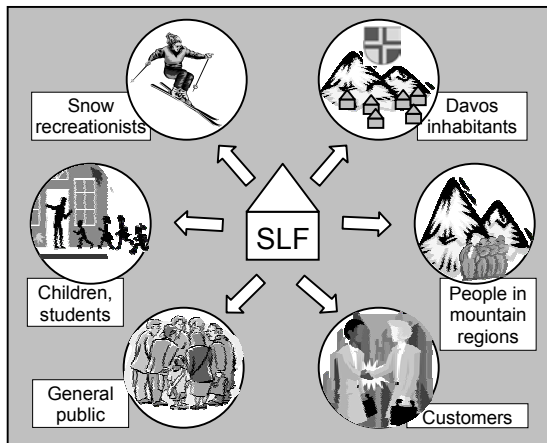 Snow
recreationists
Davos
inhabitants
SLF
Children,
students
People in
mountain
regions
General
public
Customers